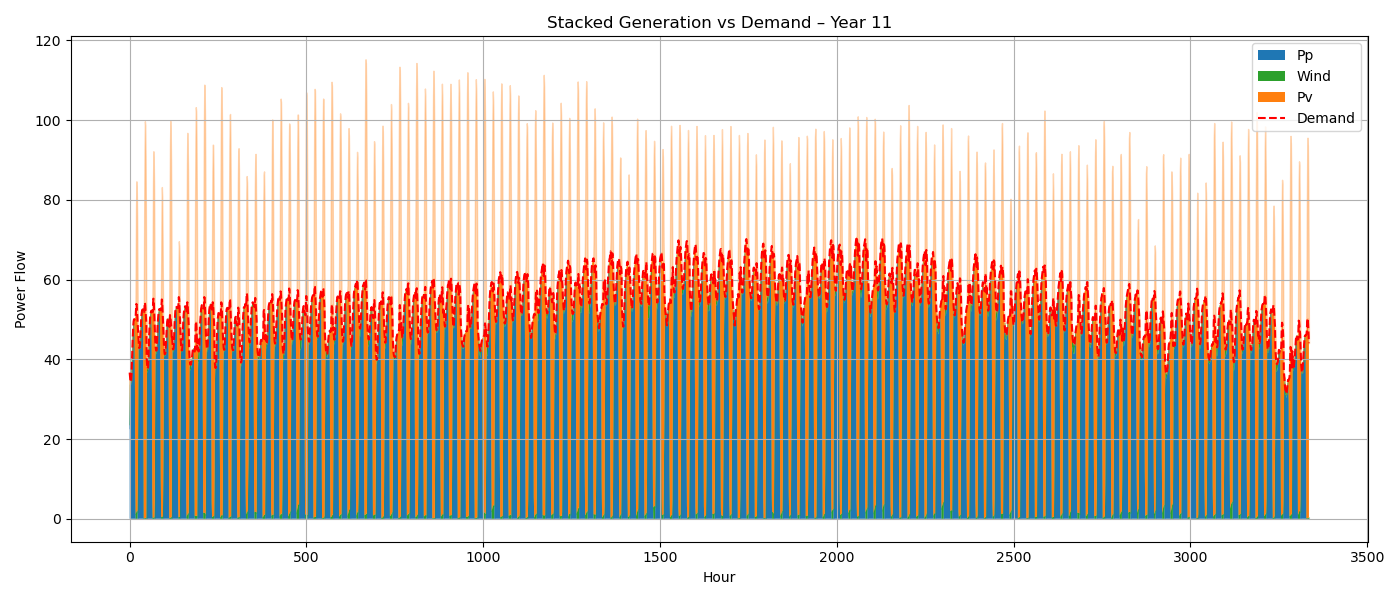 Stacked Generation vs Demand – Year 11
120
100
80
60
40
20
0
Power Flow
Pp
Wind
Pv
Demand
0 500 1000 1500 2000 2500 3000 3500
Hour